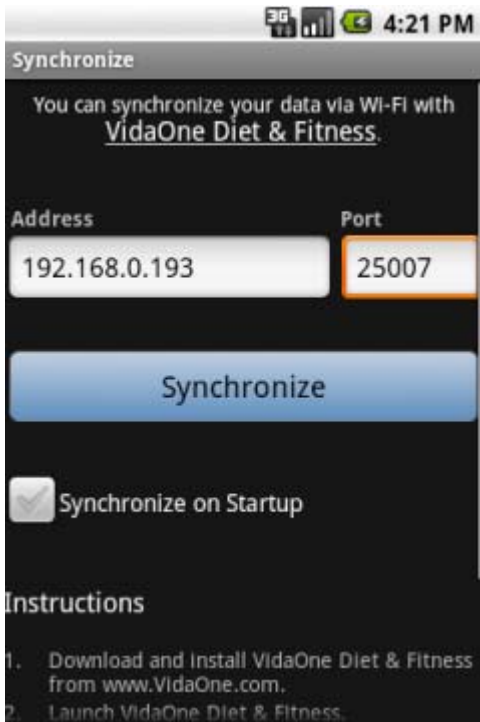 3G 4:21 PM
Synchronize
You can synchronize your data via Wi-Fi with
VidaOne Diet & Fitness.
Address Port
192.168.0.193 25007
Synchronize
Synchronize on Startup
Instructions
1. Download and install VidaOne Diet & Fitness
from www.VidaOne.com.
2. Launch VidaOne Diet & Fitness.